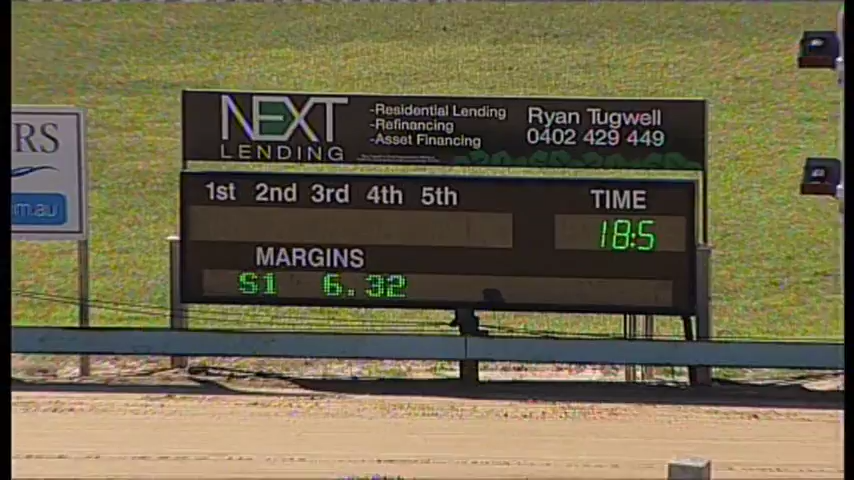 NEXT
LENDING
-Residential Lending
-Refinancing
-Asset Financing
Ryan Tugwell
0402 429 449
RS
m.au
1st 2nd 3rd 4th 5th
TIME
18:5
MARGINS
S1 6.32